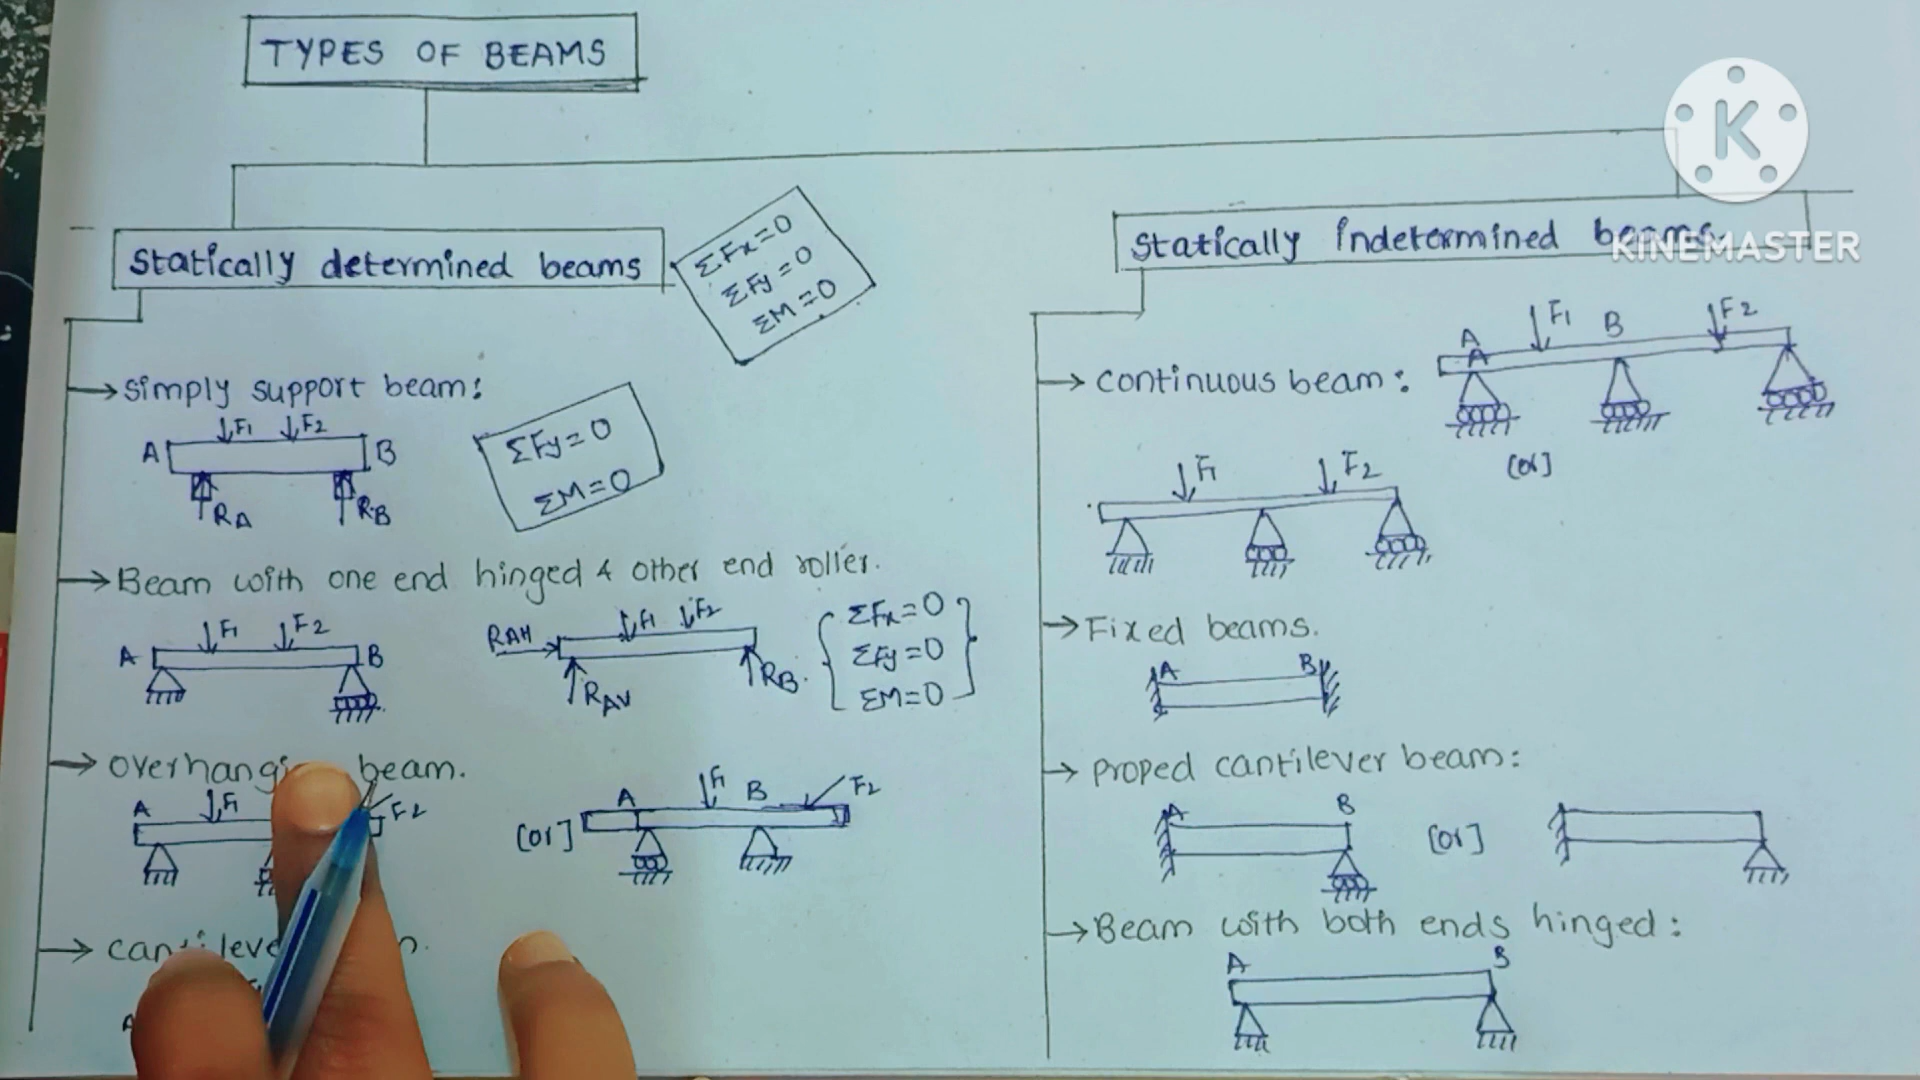 TYPES OF BEAMS
K
KINEMASTER
Statically determined beams
ΣFx=0
ΣFy=0
ΣM=0
Simply support beam:
F1 F2
A B
RA RB
ΣFy=0
ΣM=0
Beam with one end hinged & other end roller.
F1 F2
A B
RAH F1 F2
RAV RB.
ΣFx=0
ΣFy=0
ΣM=0
beam.
A F1 F2
[or]
A F1 B F2
Statically indetermined beams
continuous beam:
A F1 B F2
A
[or]
F1 F2
Fixed beams.
A B
Proped cantilever beam:
A B
[or]
Beam with both ends hinged:
A B